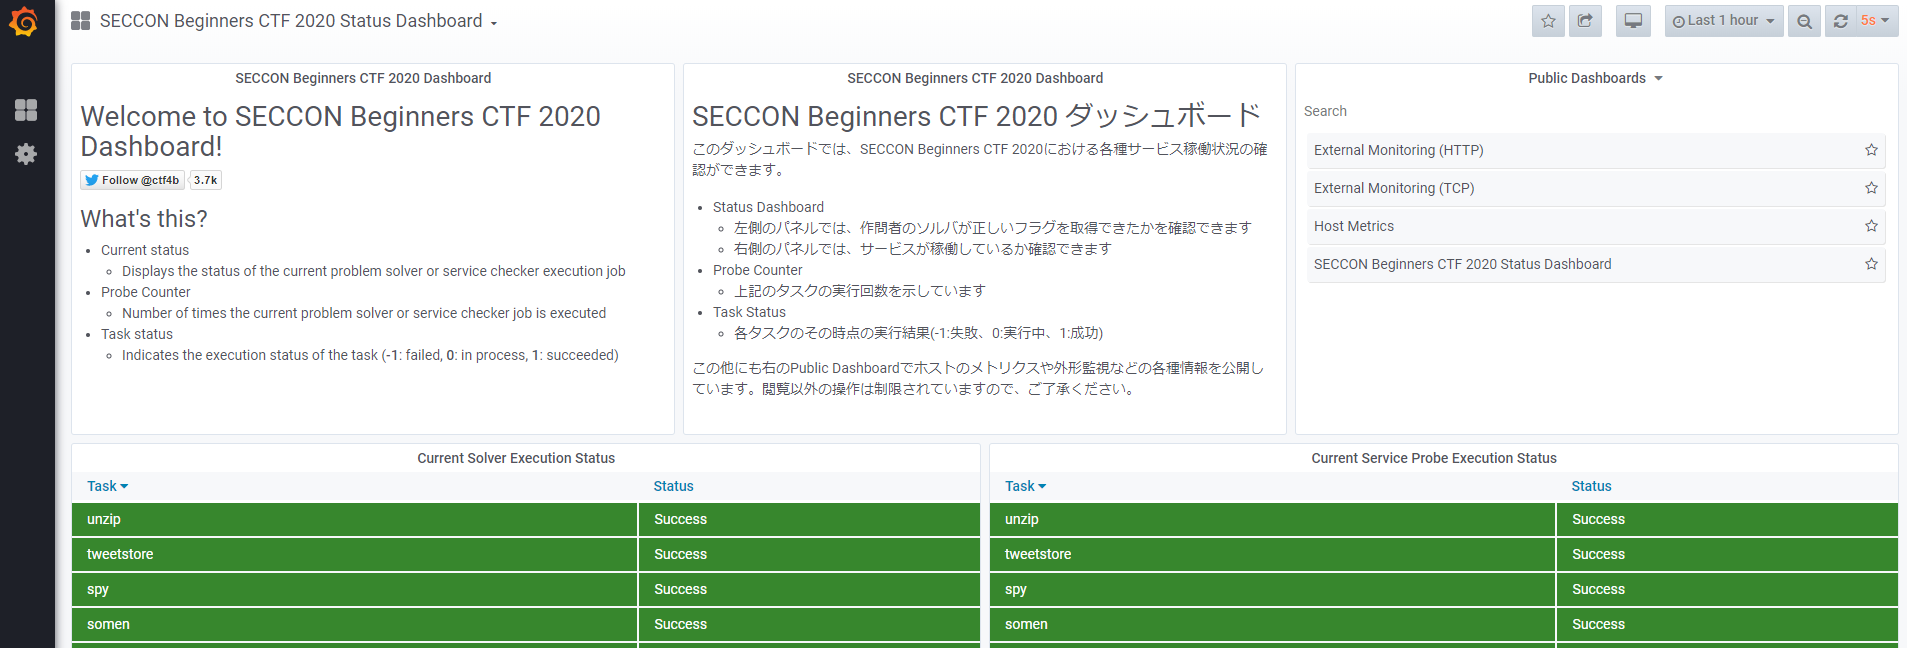 SECCON Beginners CTF 2020 Status Dashboard
Last 1 hour
5s
SECCON Beginners CTF 2020 Dashboard
Welcome to SECCON Beginners CTF 2020
Dashboard!
Follow @ctf4b 3.7k
What's this?
Current status
Displays the status of the current problem solver or service checker execution job
Probe Counter
Number of times the current problem solver or service checker job is executed
Task status
Indicates the execution status of the task (-1: failed, 0: in process, 1: succeeded)
SECCON Beginners CTF 2020 Dashboard
SECCON Beginners CTF 2020 ダッシュボード
このダッシュボードでは、SECCON Beginners CTF 2020における各種サービス稼働状況の確
認ができます。
Status Dashboard
左側のパネルでは、作問者のソルバが正しいフラグを取得できたかを確認できます
右側のパネルでは、サービスが稼働しているか確認できます
Probe Counter
上記のタスクの実行回数を示しています
Task Status
各タスクのその時点の実行結果(-1:失敗、0:実行中、1:成功)
この他にも右のPublic Dashboardでホストのメトリクスや外形監視などの各種情報を公開し
ています。閲覧以外の操作は制限されていますので、ご了承ください。
Public Dashboards
Search
External Monitoring (HTTP)
External Monitoring (TCP)
Host Metrics
SECCON Beginners CTF 2020 Status Dashboard
Current Solver Execution Status
Task Status
unzip Success
tweetstore Success
spy Success
somen Success
Current Service Probe Execution Status
Task Status
unzip Success
tweetstore Success
spy Success
somen Success